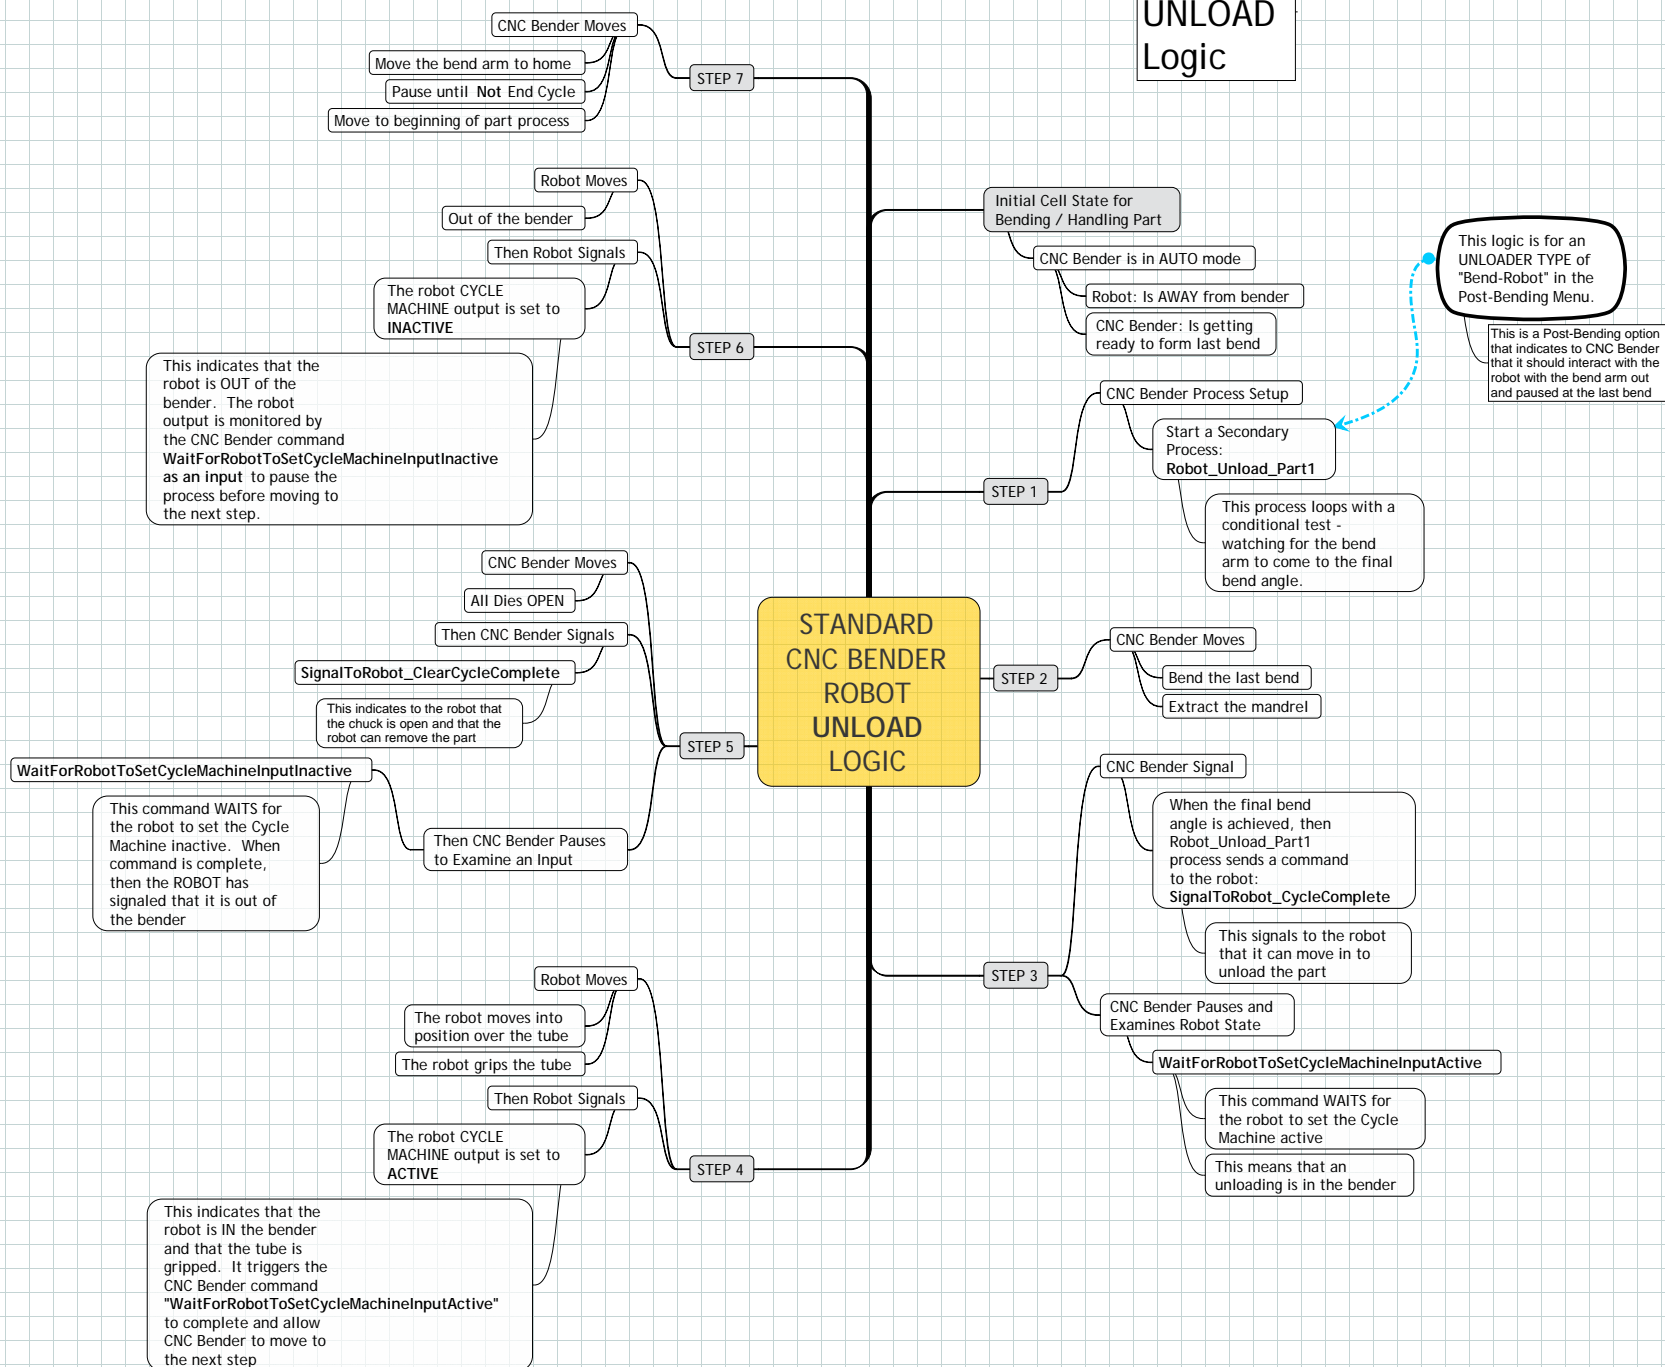 UNLOAD
Logic
STANDARD
CNC BENDER
ROBOT
UNLOAD
LOGIC
Initial Cell State for
Bending / Handling Part
CNC Bender is in AUTO mode
Robot: Is AWAY from bender
CNC Bender: Is getting
ready to form last bend
This logic is for an
UNLOADER TYPE of
"Bend-Robot" in the
Post-Bending Menu.
This is a Post-Bending option
that indicates to CNC Bender
that it should interact with the
robot with the bend arm out
and paused at the last bend
STEP 1
CNC Bender Process Setup
Start a Secondary
Process:
Robot_Unload_Part1
This process loops with a
conditional test -
watching for the bend
arm to come to the final
bend angle.
STEP 2
CNC Bender Moves
Bend the last bend
Extract the mandrel
STEP 3
CNC Bender Signal
When the final bend
angle is achieved, then
Robot_Unload_Part1
process sends a command
to the robot:
SignalToRobot_CycleComplete
This signals to the robot
that it can move in to
unload the part
CNC Bender Pauses and
Examines Robot State
WaitForRobotToSetCycleMachineInputActive
This command WAITS for
the robot to set the Cycle
Machine active
This means that an
unloading is in the bender
STEP 4
Robot Moves
The robot moves into
position over the tube
The robot grips the tube
Then Robot Signals
The robot CYCLE
MACHINE output is set to
ACTIVE
This indicates that the
robot is IN the bender
and that the tube is
gripped. It triggers the
CNC Bender command
"WaitForRobotToSetCycleMachineInputActive"
to complete and allow
CNC Bender to move to
the next step
STEP 5
CNC Bender Moves
All Dies OPEN
Then CNC Bender Signals
SignalToRobot_ClearCycleComplete
This indicates to the robot that
the chuck is open and that the
robot can remove the part
Then CNC Bender Pauses
to Examine an Input
WaitForRobotToSetCycleMachineInputInactive
This command WAITS for
the robot to set the Cycle
Machine inactive. When
command is complete,
then the ROBOT has
signaled that it is out of
the bender
STEP 6
Robot Moves
Out of the bender
Then Robot Signals
The robot CYCLE
MACHINE output is set to
INACTIVE
This indicates that the
robot is OUT of the
bender. The robot
output is monitored by
the CNC Bender command
WaitForRobotToSetCycleMachineInputInactive
as an input to pause the
process before moving to
the next step.
STEP 7
CNC Bender Moves
Move the bend arm to home
Pause until Not End Cycle
Move to beginning of part process